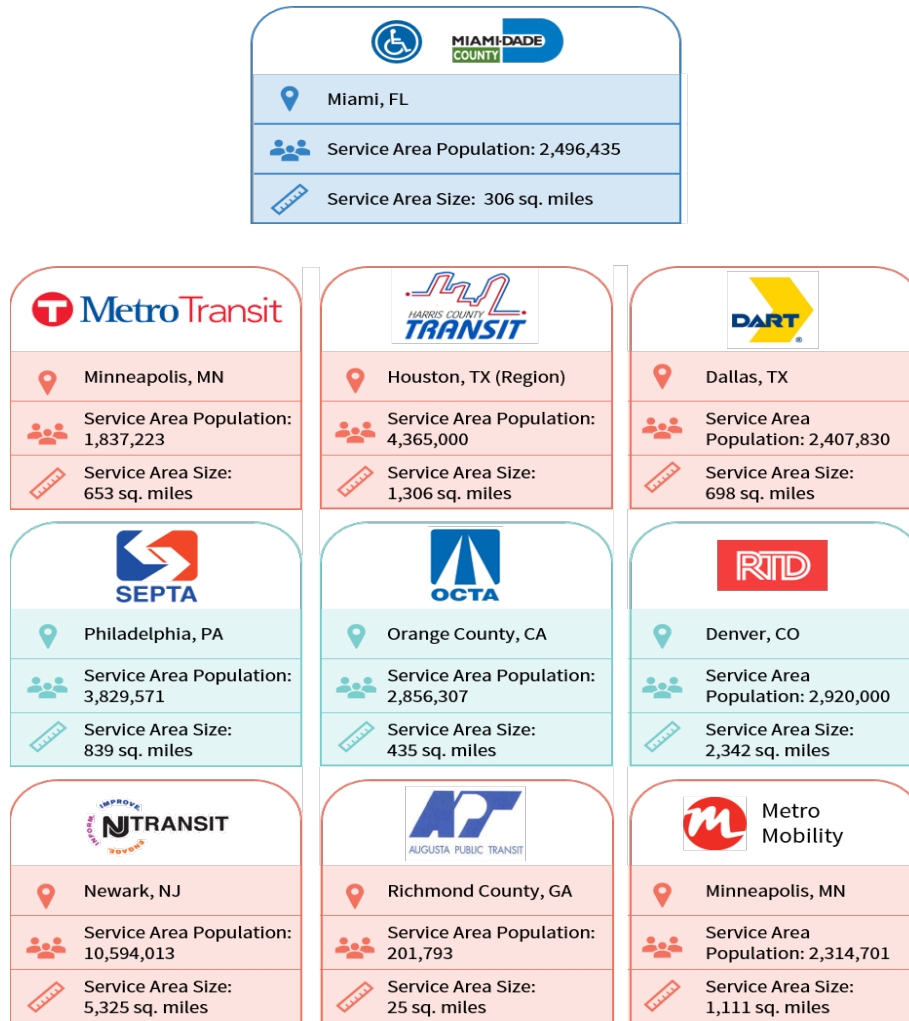 MIAMI-DADE
COUNTY
Miami, FL
Service Area Population: 2,496,435
Service Area Size: 306 sq. miles
MetroTransit
HARRIS COUNTY
TRANSIT
DART
Minneapolis, MN
Houston, TX (Region)
Dallas, TX
Service Area Population:
1,837,223
Service Area Population:
4,365,000
Service Area
Population: 2,407,830
Service Area Size:
653 sq. miles
Service Area Size:
1,306 sq. miles
Service Area Size:
698 sq. miles
SEPTA
OCTA
RTD
Philadelphia, PA
Orange County, CA
Denver, CO
Service Area Population:
3,829,571
Service Area Population:
2,856,307
Service Area
Population: 2,920,000
Service Area Size:
839 sq. miles
Service Area Size:
435 sq. miles
Service Area Size:
2,342 sq. miles
INFORM. IMPROVE. ENGAGE.
NJTRANSIT
APT
AUGUSTA PUBLIC TRANSIT
m
Metro
Mobility
Newark, NJ
Richmond County, GA
Minneapolis, MN
Service Area Population:
10,594,013
Service Area Population:
201,793
Service Area
Population: 2,314,701
Service Area Size:
5,325 sq. miles
Service Area Size:
25 sq. miles
Service Area Size:
1,111 sq. miles